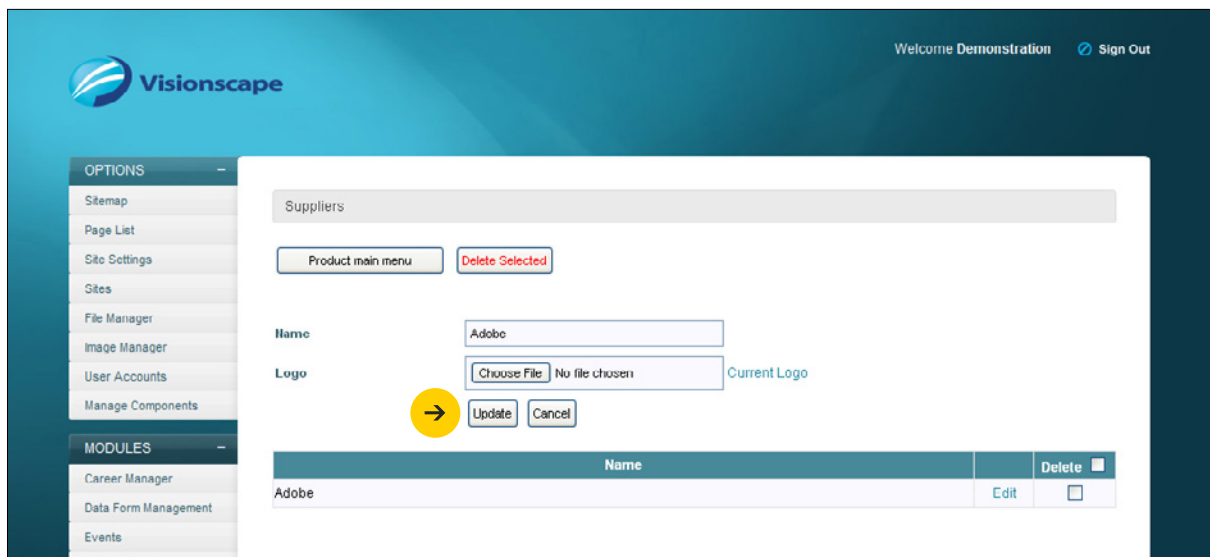 Welcome Demonstration Sign Out
Visionscape
OPTIONS –
Sitemap
Page List
Site Settings
Sites
File Manager
Image Manager
User Accounts
Manage Components
MODULES –
Career Manager
Data Form Management
Events
Suppliers
Product main menu Delete Selected
Name Adobe
Logo Choose File No file chosen Current Logo
Update Cancel
Name Delete
Adobe Edit